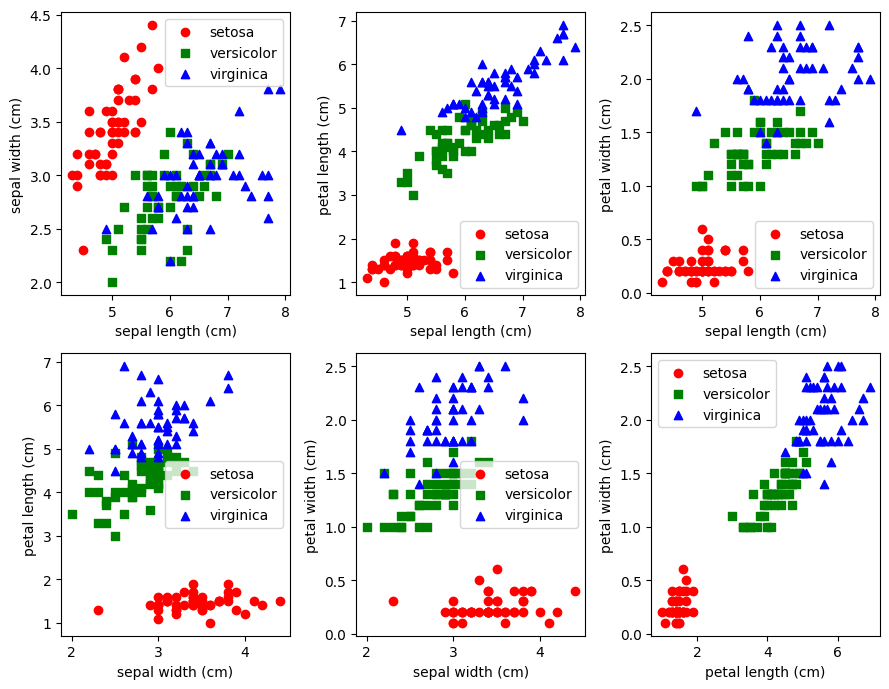 4.5
4.0
3.5
3.0
2.5
2.0
sepal width (cm)
setosa
versicolor
virginica
5 6 7 8
sepal length (cm)
7
6
5
4
3
2
1
petal length (cm)
setosa
versicolor
virginica
5 6 7 8
sepal length (cm)
2.5
2.0
1.5
1.0
0.5
0.0
petal width (cm)
setosa
versicolor
virginica
5 6 7 8
sepal length (cm)
7
6
5
4
3
2
1
petal length (cm)
setosa
versicolor
virginica
2 3 4
sepal width (cm)
2.5
2.0
1.5
1.0
0.5
0.0
petal width (cm)
setosa
versicolor
virginica
2 3 4
sepal width (cm)
2.5
2.0
1.5
1.0
0.5
0.0
petal width (cm)
setosa
versicolor
virginica
2 4 6
petal length (cm)